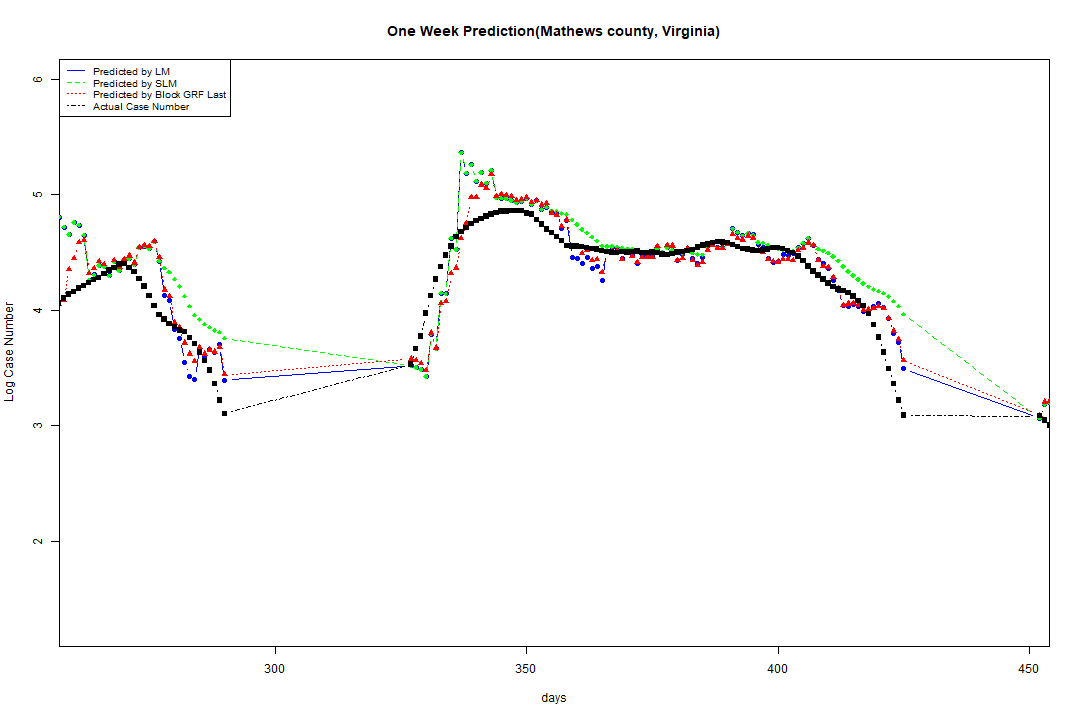 One Week Prediction(Mathews county, Virginia)
Predicted by LM
Predicted by SLM
Predicted by Block GRF Last
Actual Case Number
6
5
4
3
2
Log Case Number
300
350
400
450
days